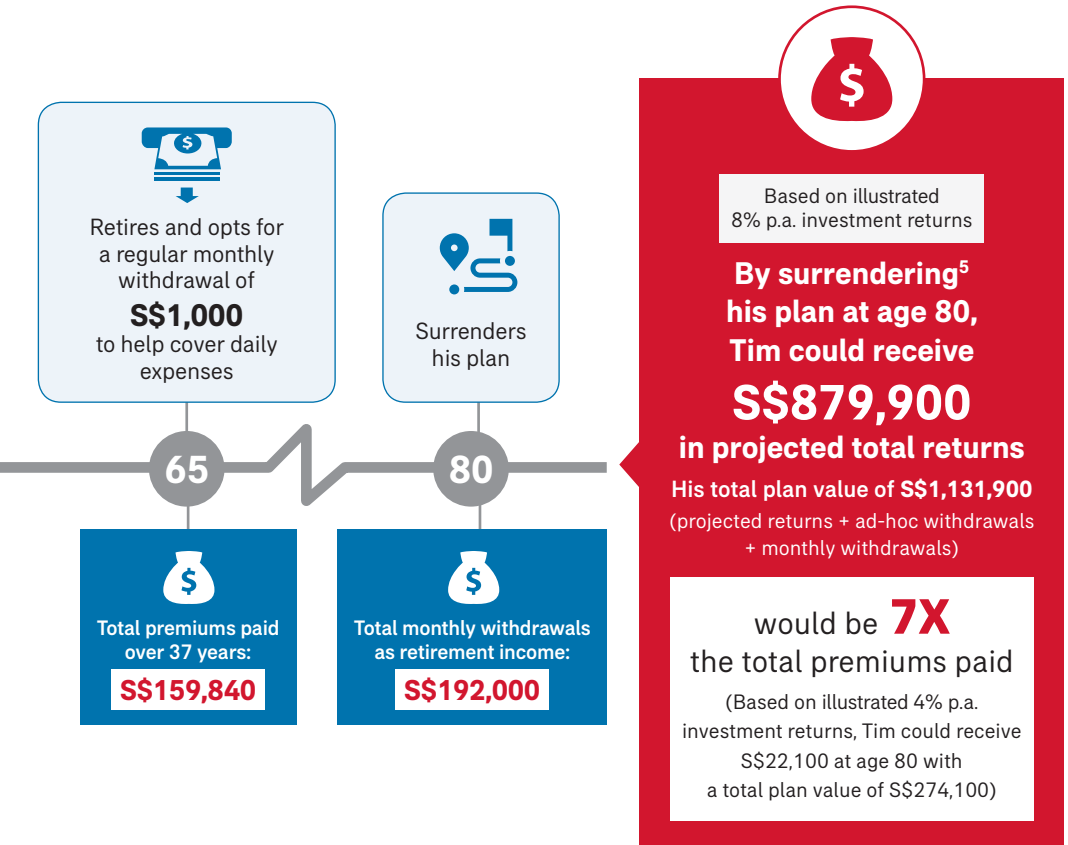 $
Retires and opts for
a regular monthly
withdrawal of
S$1,000
to help cover daily
expenses
65
$
Total premiums paid
over 37 years:
S$159,840
Surrenders
his plan
80
$
Total monthly withdrawals
as retirement income:
S$192,000
$
Based on illustrated
8% p.a. investment returns
By surrendering⁵
his plan at age 80,
Tim could receive
S$879,900
in projected total returns
His total plan value of S$1,131,900
(projected returns + ad-hoc withdrawals
+ monthly withdrawals)
would be 7X
the total premiums paid
(Based on illustrated 4% p.a.
investment returns, Tim could receive
S$22,100 at age 80 with
a total plan value of S$274,100)